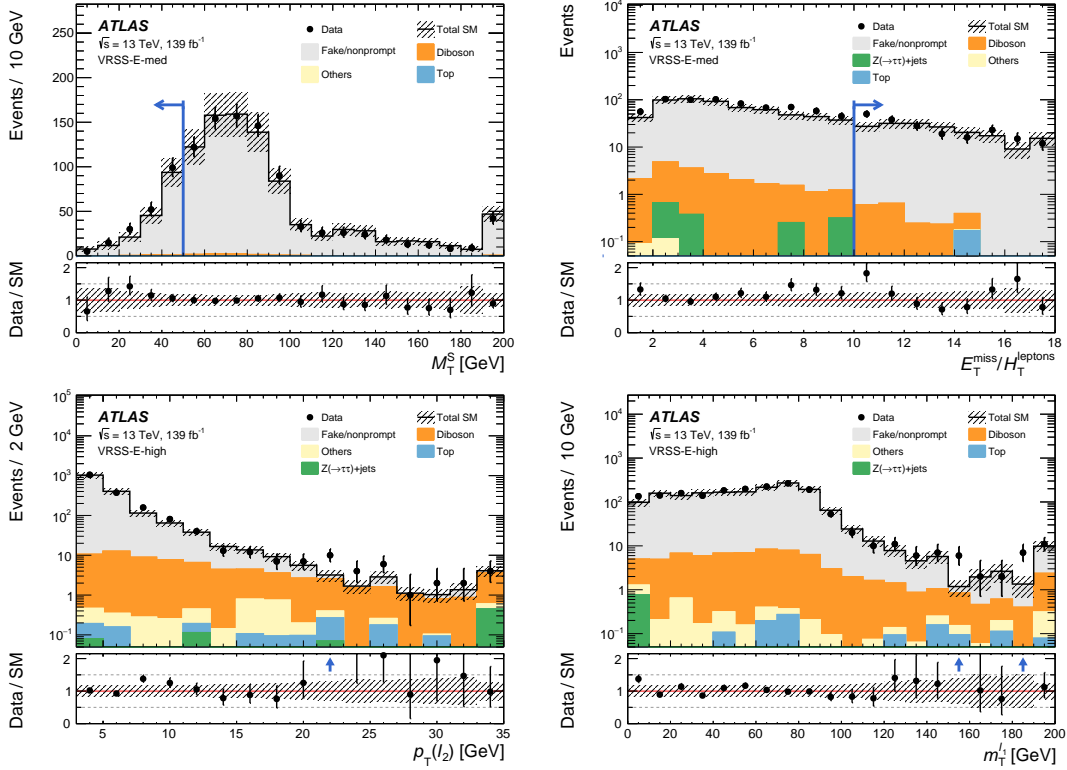 ATLAS
√s = 13 TeV, 139 fb⁻¹
VRSS-E-med
Data
Total SM
Fake/nonprompt
Diboson
Others
Top
Events / 10 GeV
250
200
150
100
50
0
Data / SM
2
1
0
0 20 40 60 80 100 120 140 160 180 200
M_T^S [GeV]
ATLAS
√s = 13 TeV, 139 fb⁻¹
VRSS-E-med
Data
Total SM
Fake/nonprompt
Diboson
Z(→ττ)+jets
Others
Top
Events
10⁴
10³
10²
10
1
10⁻¹
Data / SM
2
1
0
2 4 6 8 10 12 14 16 18
E_T^miss/H_T^leptons
ATLAS
√s = 13 TeV, 139 fb⁻¹
VRSS-E-high
Data
Total SM
Fake/nonprompt
Diboson
Others
Top
Z(→ττ)+jets
Events / 2 GeV
10⁵
10⁴
10³
10²
10
1
10⁻¹
Data / SM
2
1
0
5 10 15 20 25 30 35
p_T(l₂) [GeV]
ATLAS
√s = 13 TeV, 139 fb⁻¹
VRSS-E-high
Data
Total SM
Fake/nonprompt
Diboson
Others
Top
Z(→ττ)+jets
Events / 10 GeV
10⁴
10³
10²
10
1
10⁻¹
Data / SM
2
1
0
0 20 40 60 80 100 120 140 160 180 200
m_T^l₁ [GeV]